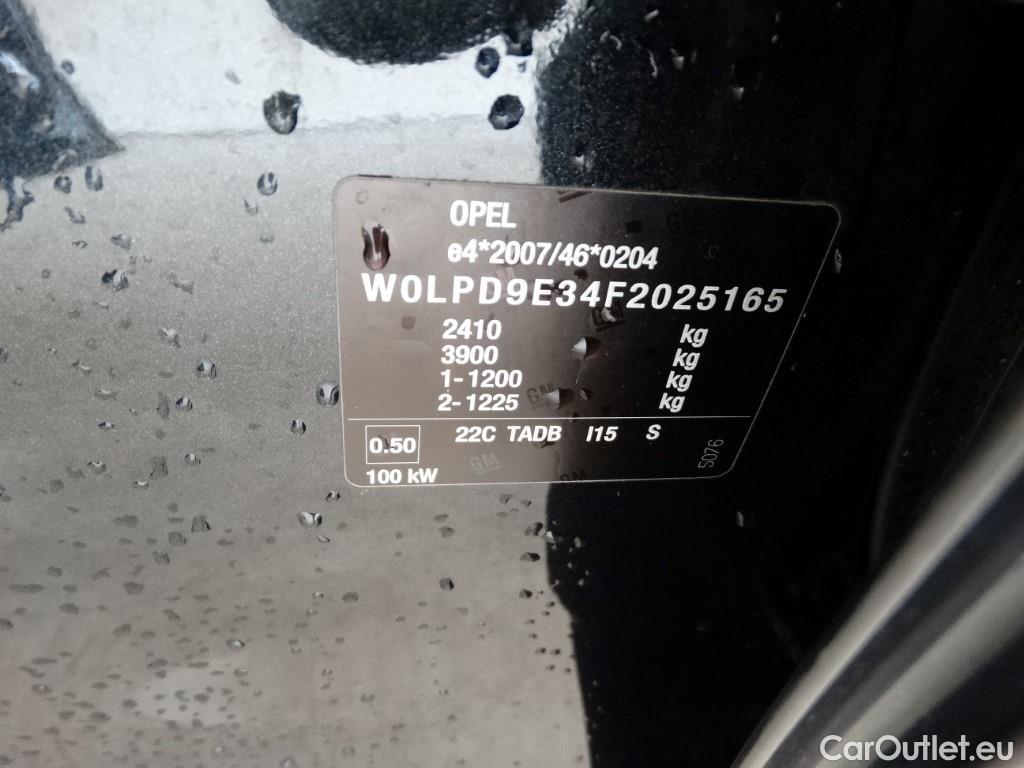 OPEL
e4*2007/46*0204
W0LPD9E34F2025165
2410 kg
3900 kg
1-1200 kg
2-1225 kg
0.50 22C TADB I15 S
100 kW
5076
GM
CarOutlet.eu